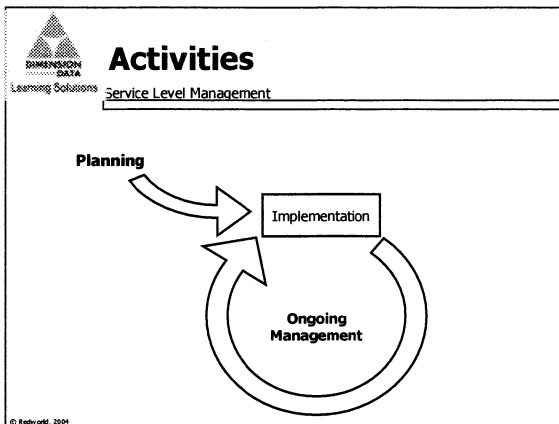 DIMENSION
DATA
Learning Solutions
Activities
Service Level Management
Planning
Implementation
Ongoing
Management
© Redworld, 2004